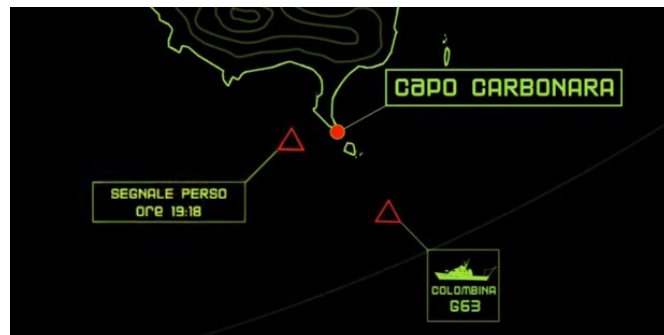 CAPO CARBONARA
SEGNALE PERSO
ORE 19:18
COLOMBINA
G63